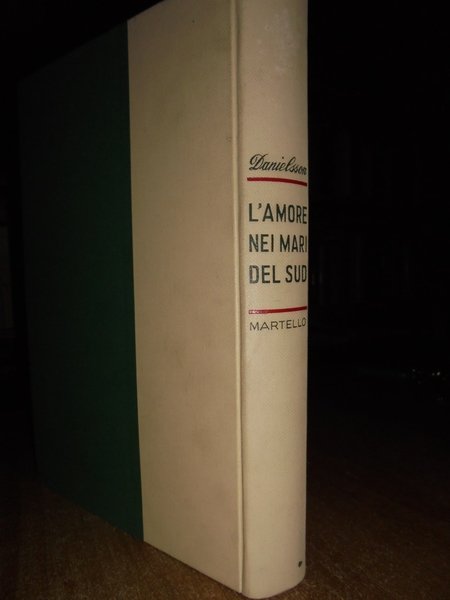 Danielsson
L'AMORE
NEI MARI
DEL SUD
MARTELLO